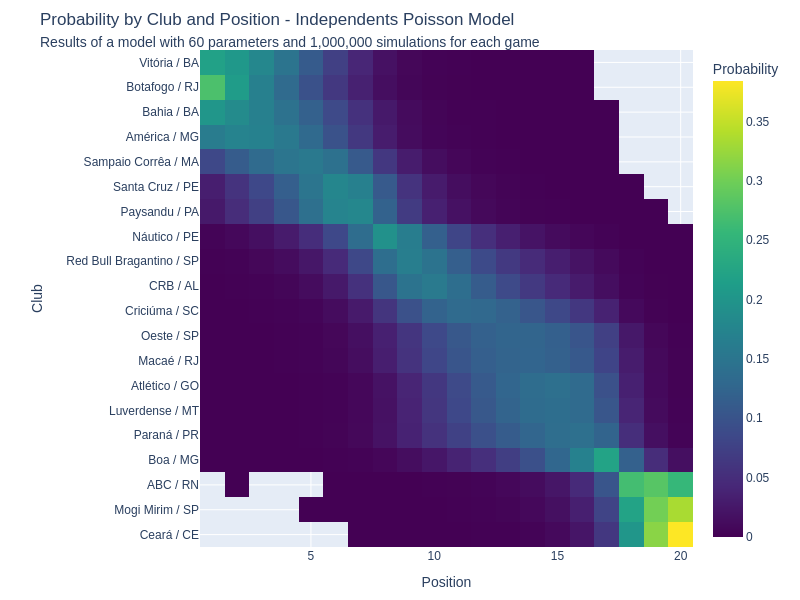 Probability by Club and Position - Independents Poisson Model
Results of a model with 60 parameters and 1,000,000 simulations for each game
Probability
Vitória / BA
Botafogo / RJ
Bahia / BA
América / MG
Sampaio Corrêa / MA
Santa Cruz / PE
Paysandu / PA
Náutico / PE
Red Bull Bragantino / SP
CRB / AL
Criciúma / SC
Oeste / SP
Macaé / RJ
Atlético / GO
Luverdense / MT
Paraná / PR
Boa / MG
ABC / RN
Mogi Mirim / SP
Ceará / CE
Club
5
10
15
20
Position
0.35
0.3
0.25
0.2
0.15
0.1
0.05
0